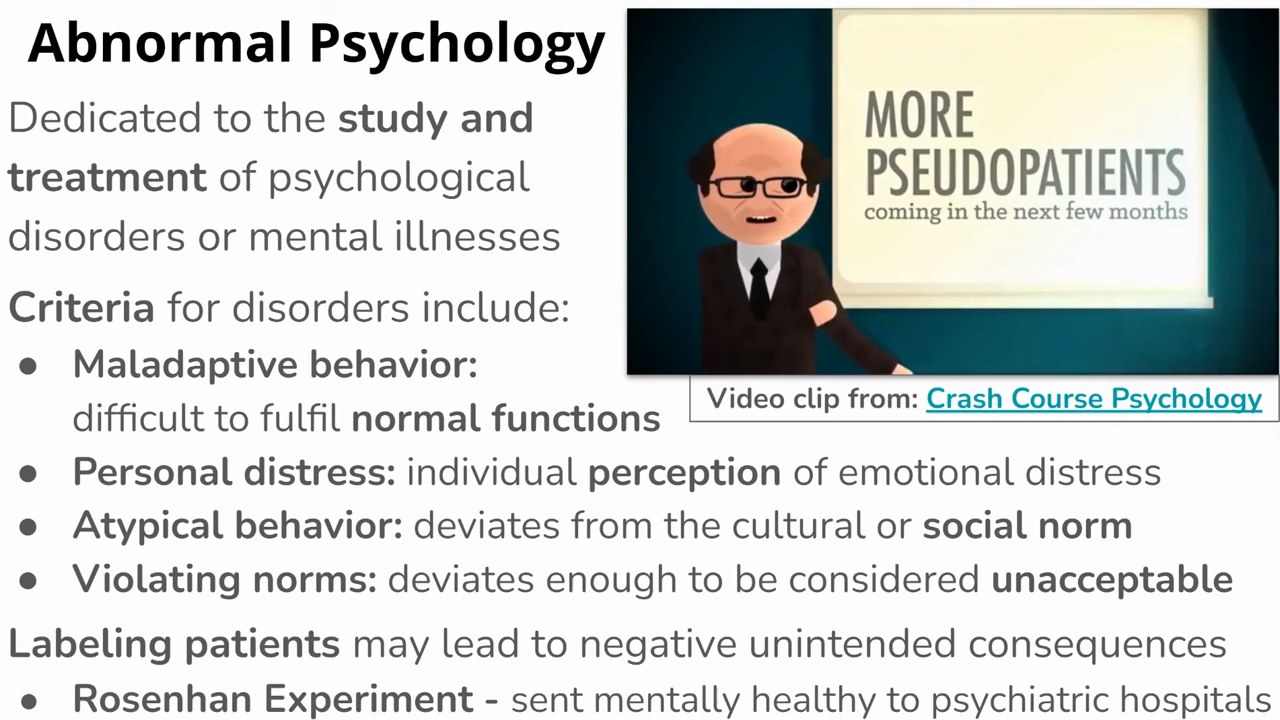 Abnormal Psychology
Dedicated to the study and
treatment of psychological
disorders or mental illnesses
Criteria for disorders include:
● Maladaptive behavior:
difficult to fulfil normal functions
● Personal distress: individual perception of emotional distress
● Atypical behavior: deviates from the cultural or social norm
● Violating norms: deviates enough to be considered unacceptable
Labeling patients may lead to negative unintended consequences
● Rosenhan Experiment - sent mentally healthy to psychiatric hospitals
MORE
PSEUDOPATIENTS
coming in the next few months
Video clip from: Crash Course Psychology